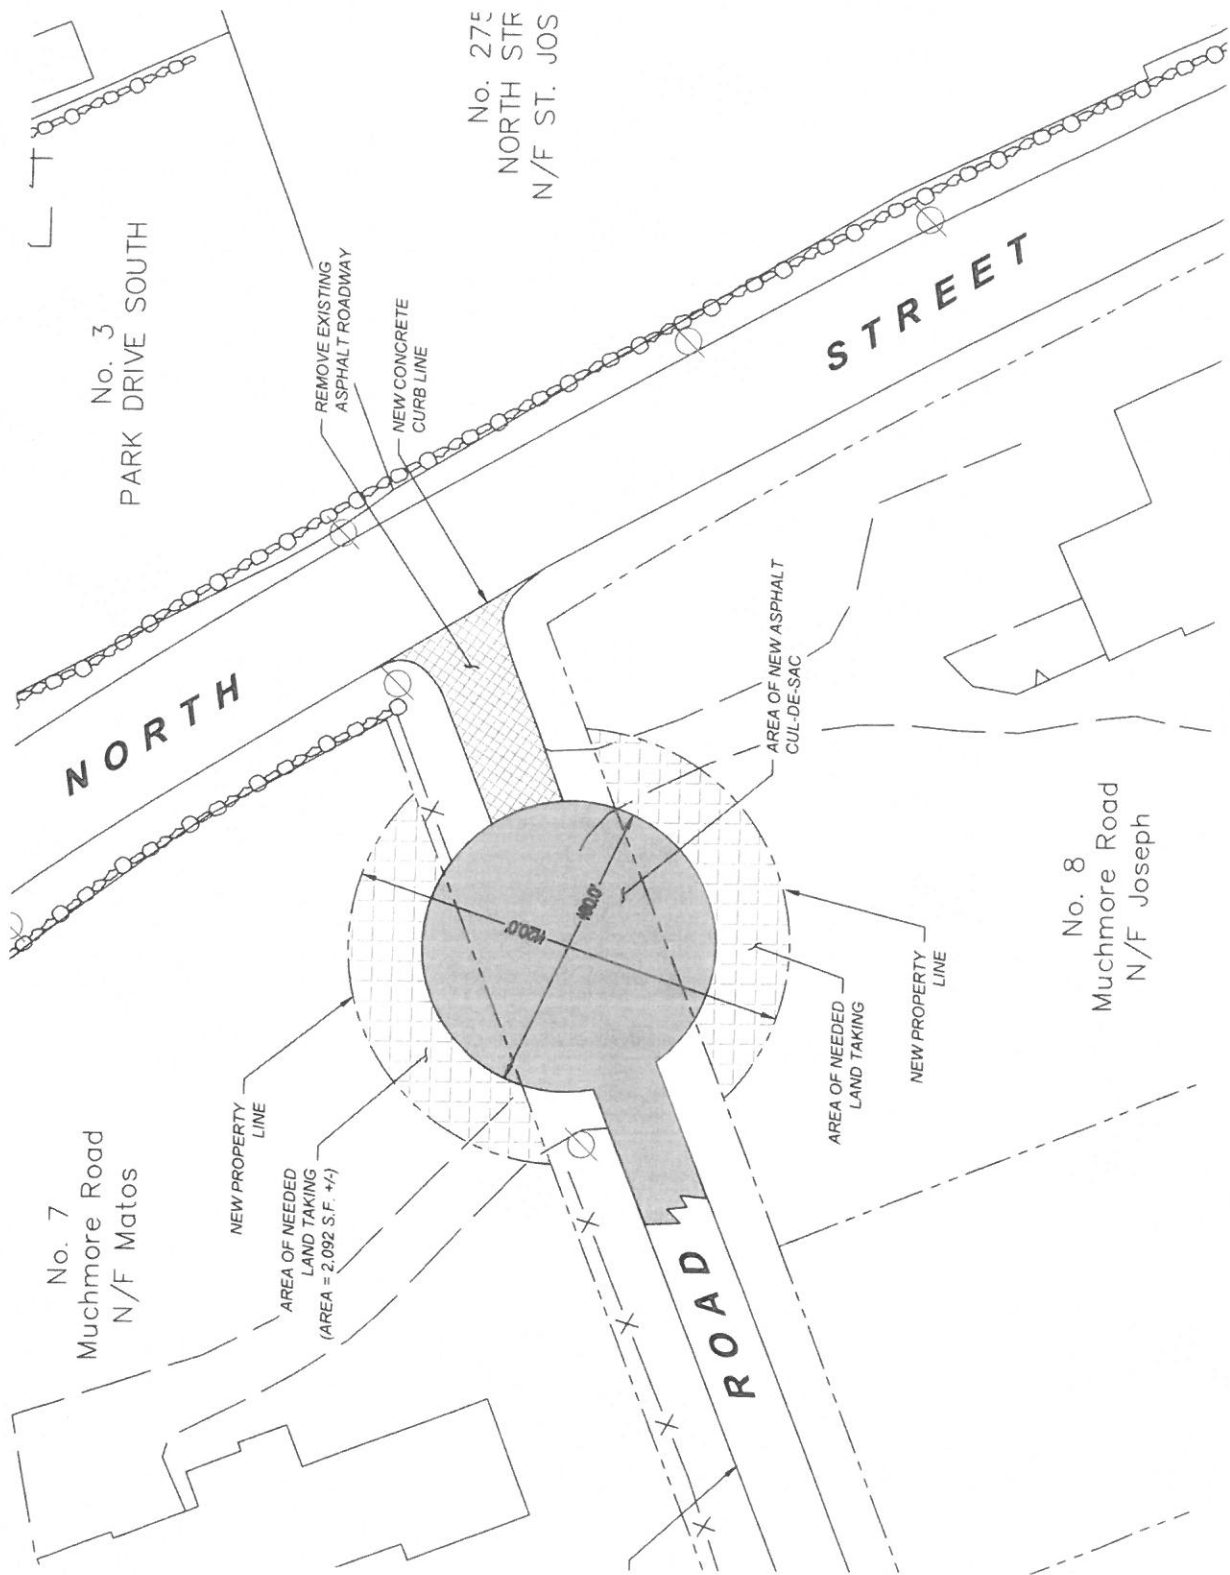 No. 3
PARK DRIVE SOUTH
No. 275
NORTH STR
N/F ST. JOS
REMOVE EXISTING
ASPHALT ROADWAY
NEW CONCRETE
CURB LINE
NORTH
STREET
No. 7
Muchmore Road
N/F Matos
NEW PROPERTY
LINE
AREA OF NEEDED
LAND TAKING
(AREA = 2,092 S.F. +/-)
120.0'
AREA OF NEW ASPHALT
CUL-DE-SAC
ROAD
AREA OF NEEDED
LAND TAKING
NEW PROPERTY
LINE
No. 8
Muchmore Road
N/F Joseph